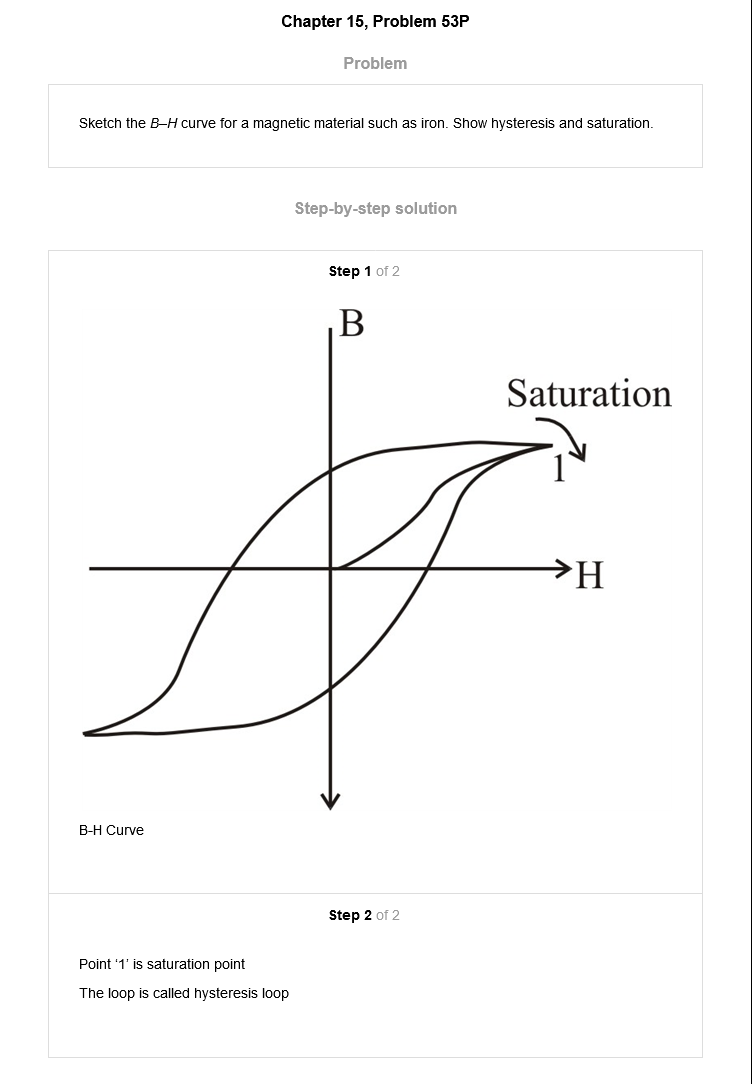 Chapter 15, Problem 53P
Problem
Sketch the B–H curve for a magnetic material such as iron. Show hysteresis and saturation.
Step-by-step solution
Step 1 of 2
B
Saturation
1
H
B-H Curve
Step 2 of 2
Point ‘1’ is saturation point
The loop is called hysteresis loop